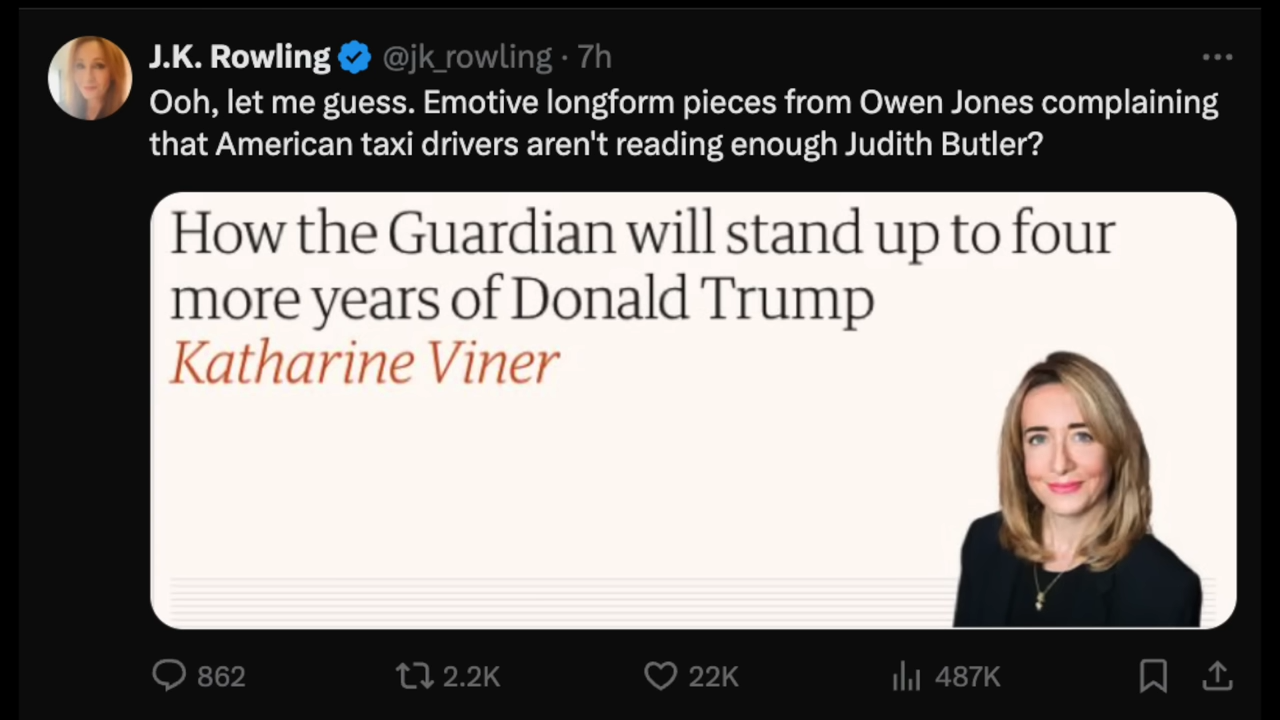 J.K. Rowling @jk_rowling · 7h
Ooh, let me guess. Emotive longform pieces from Owen Jones complaining
that American taxi drivers aren't reading enough Judith Butler?
How the Guardian will stand up to four
more years of Donald Trump
Katharine Viner
862 2.2K 22K 487K